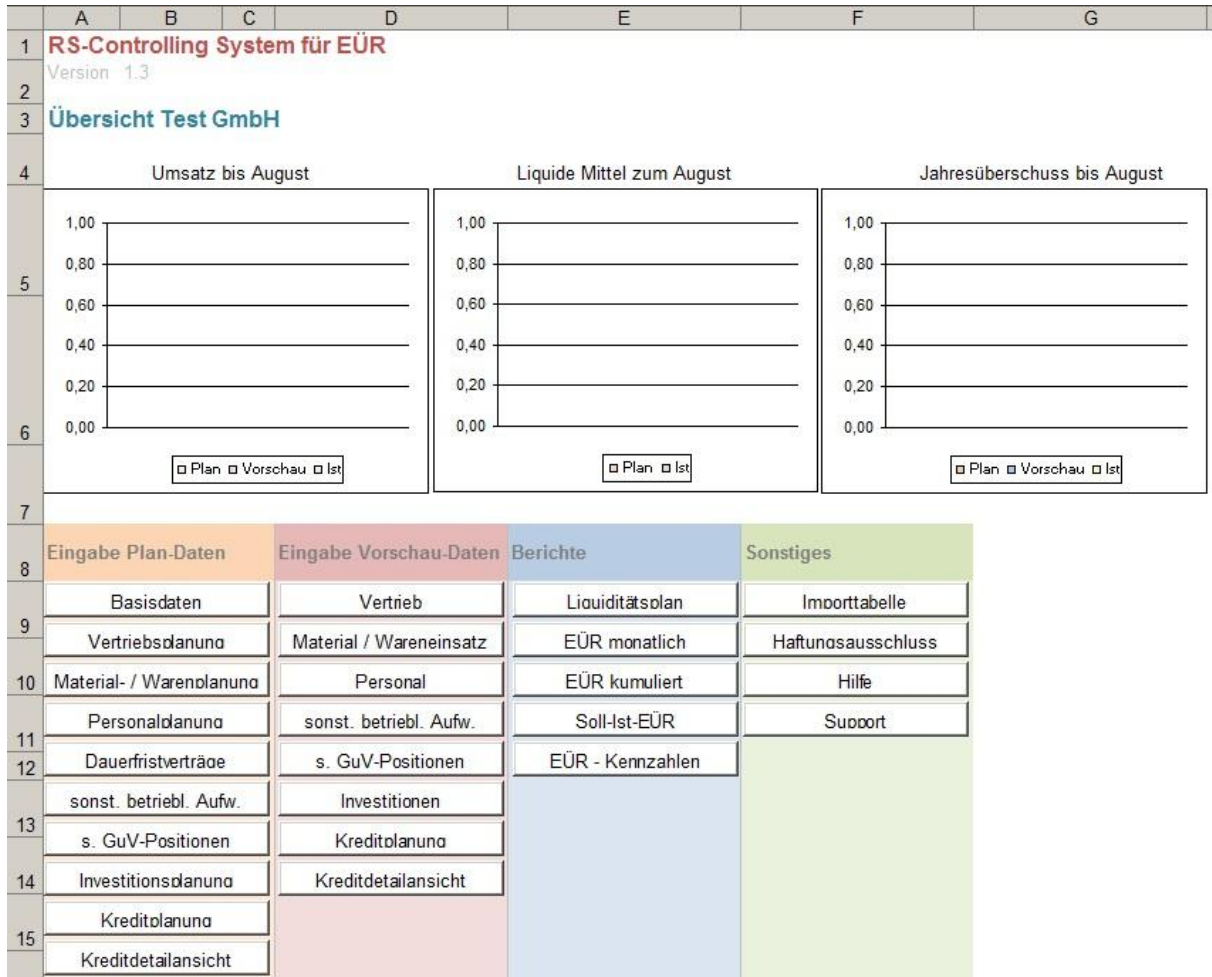 A B C D E F G
1 RS-Controlling System für EÜR
Version 1.3
2
3 Übersicht Test GmbH
4 Umsatz bis August Liquide Mittel zum August Jahresüberschuss bis August
1,00 1,00 1,00
0,80 0,80 0,80
5
0,60 0,60 0,60
0,40 0,40 0,40
0,20 0,20 0,20
0,00 0,00 0,00
6
Plan Vorschau Ist Plan Ist Plan Vorschau Ist
7
Eingabe Plan-Daten Eingabe Vorschau-Daten Berichte Sonstiges
8
Basisdaten Vertrieb Liquiditätsplan Importtabelle
9
Vertriebsplanung Material / Wareneinsatz EÜR monatlich Haftungsausschluss
10 Material- / Warenplanung Personal EÜR kumuliert Hilfe
Personalplanung sonst. betriebl. Aufw. Soll-Ist-EÜR Support
11
12 Dauerfristverträge s. GuV-Positionen EÜR - Kennzahlen
sonst. betriebl. Aufw. Investitionen
13
s. GuV-Positionen Kreditplanung
14 Investitionsplanung Kreditdetailansicht
Kreditplanung
15
Kreditdetailansicht